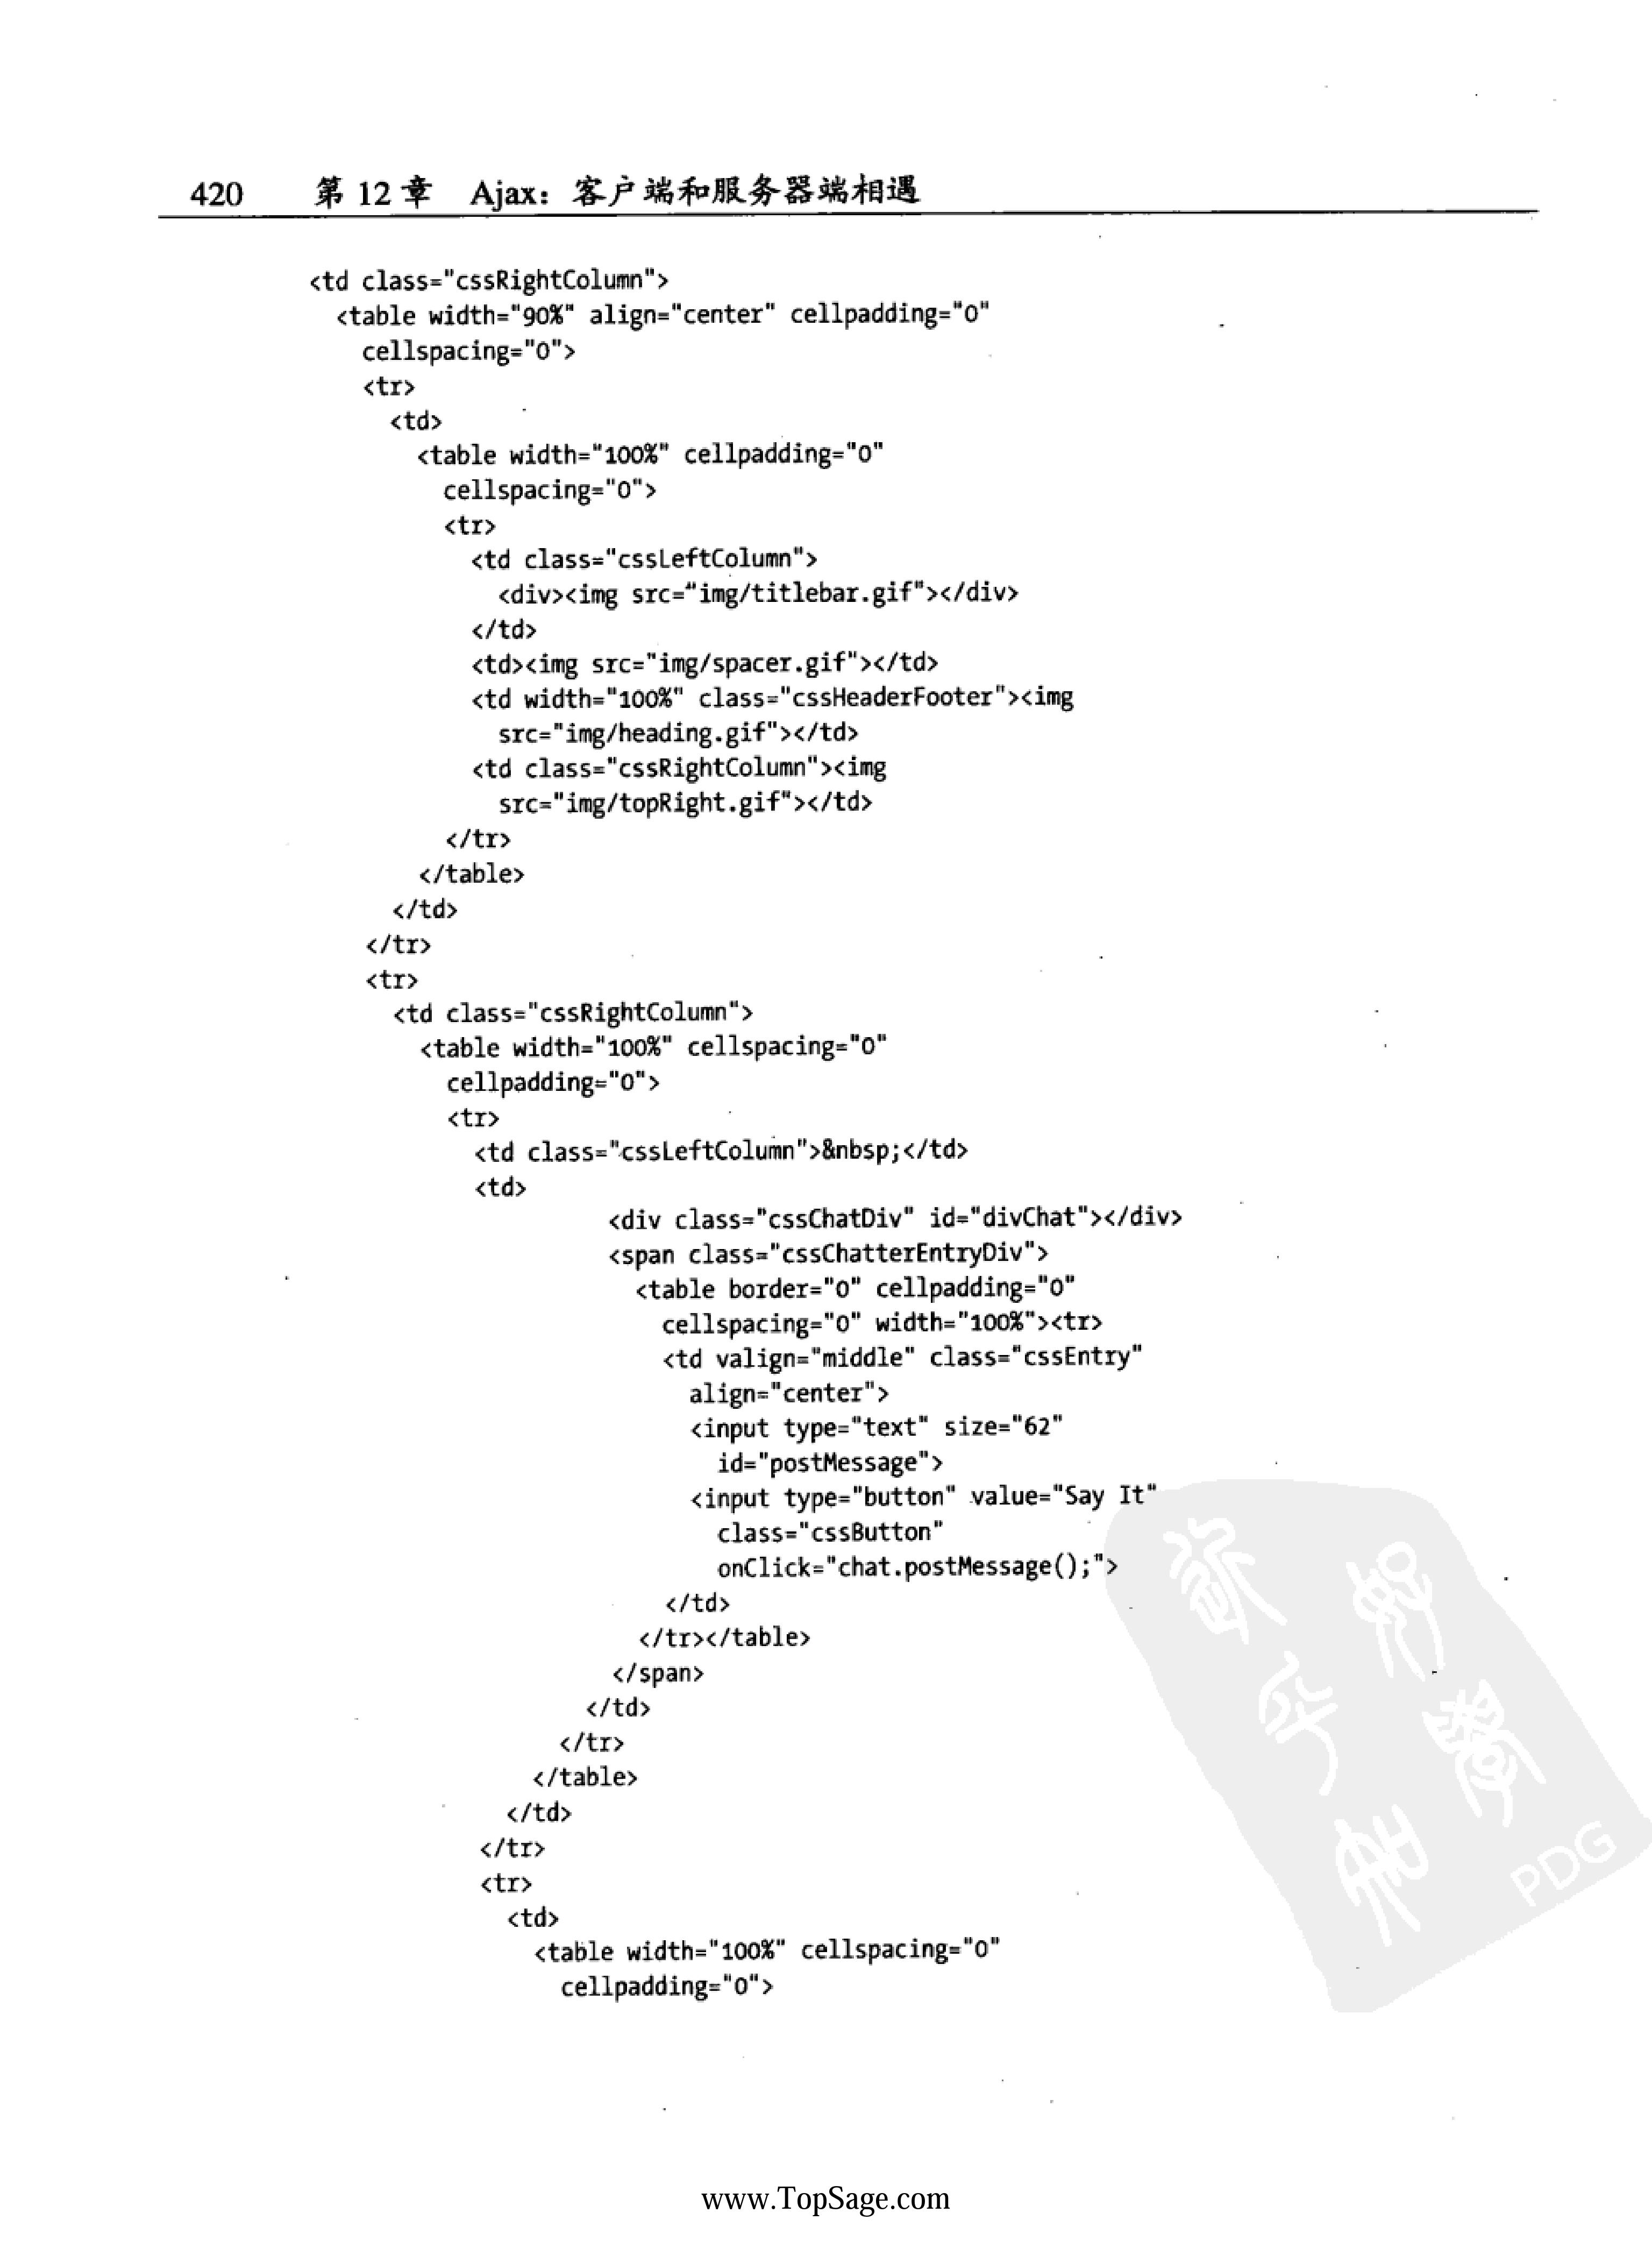 420 第 12 章 Ajax：客户端和服务器端相遇
<td class="cssRightColumn">
<table width="90%" align="center" cellpadding="0"
cellspacing="0">
<tr>
<td>
<table width="100%" cellpadding="0"
cellspacing="0">
<tr>
<td class="cssLeftColumn">
<div><img src="img/titlebar.gif"></div>
</td>
<td><img src="img/spacer.gif"></td>
<td width="100%" class="cssHeaderFooter"><img
src="img/heading.gif"></td>
<td class="cssRightColumn"><img
src="img/topRight.gif"></td>
</tr>
</table>
</td>
</tr>
<tr>
<td class="cssRightColumn">
<table width="100%" cellspacing="0"
cellpadding="0">
<tr>
<td class="cssLeftColumn">&nbsp;</td>
<td>
<div class="cssChatDiv" id="divChat"></div>
<span class="cssChatterEntryDiv">
<table border="0" cellpadding="0"
cellspacing="0" width="100%"><tr>
<td valign="middle" class="cssEntry"
align="center">
<input type="text" size="62"
id="postMessage">
<input type="button" value="Say It"
class="cssButton"
onClick="chat.postMessage();">
</td>
</tr></table>
</span>
</td>
</tr>
</table>
</td>
</tr>
<tr>
<td>
<table width="100%" cellspacing="0"
cellpadding="0">
PDG
www.TopSage.com